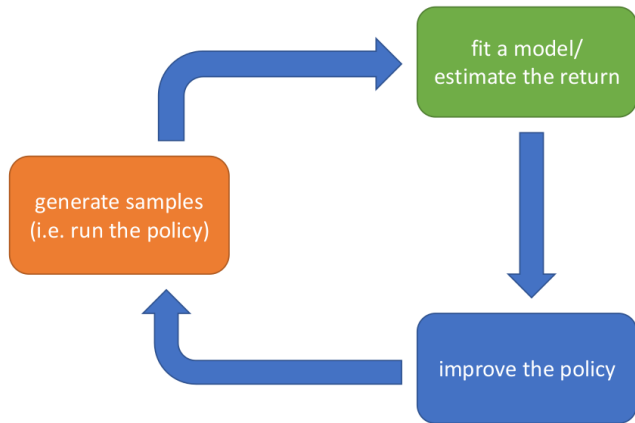 fit a model/
estimate the return
generate samples
(i.e. run the policy)
improve the policy